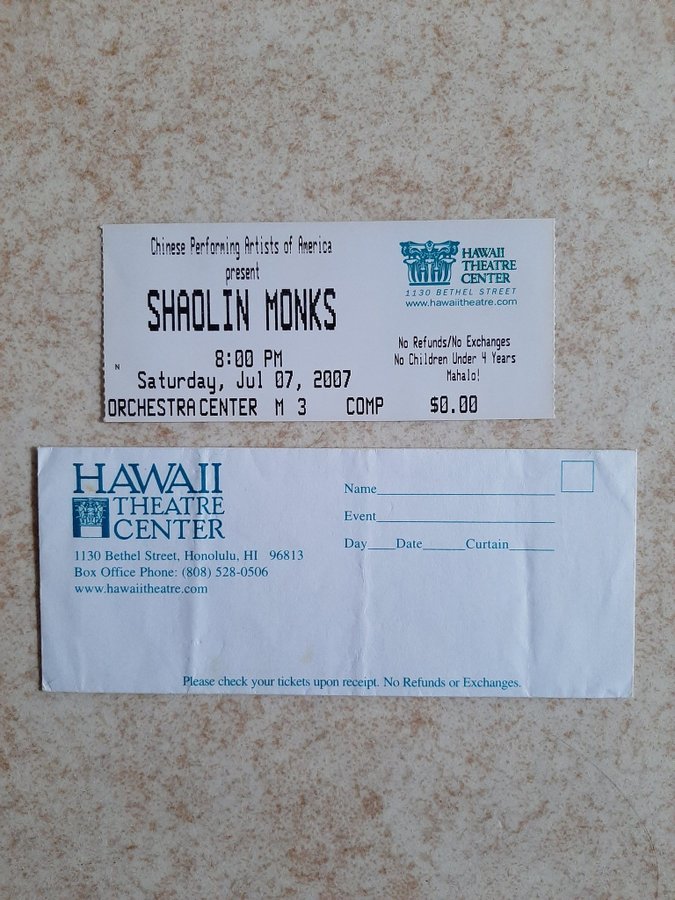 Chinese Performing Artists of America
present
SHAOLIN MONKS
8:00 PM
N
Saturday, Jul 07, 2007
ORCHESTRACENTER M 3 COMP $0.00
HAWAII
THEATRE
CENTER
1130 BETHEL STREET
www.hawaiitheatre.com
No Refunds/No Exchanges
No Children Under 4 Years
Mahalo!
HAWAII
THEATRE
CENTER
1130 Bethel Street, Honolulu, HI 96813
Box Office Phone: (808) 528-0506
www.hawaiitheatre.com
Name
Event
Day Date Curtain
Please check your tickets upon receipt. No Refunds or Exchanges.